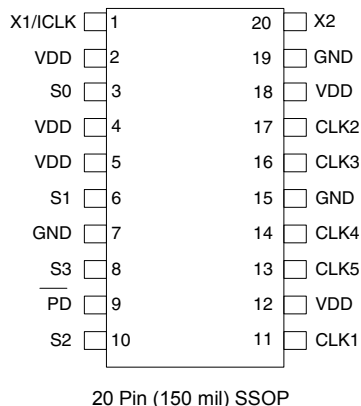 X1/ICLK 1 20 X2
VDD 2 19 GND
S0 3 18 VDD
VDD 4 17 CLK2
VDD 5 16 CLK3
S1 6 15 GND
GND 7 14 CLK4
S3 8 13 CLK5
P̅D̅ 9 12 VDD
S2 10 11 CLK1
20 Pin (150 mil) SSOP